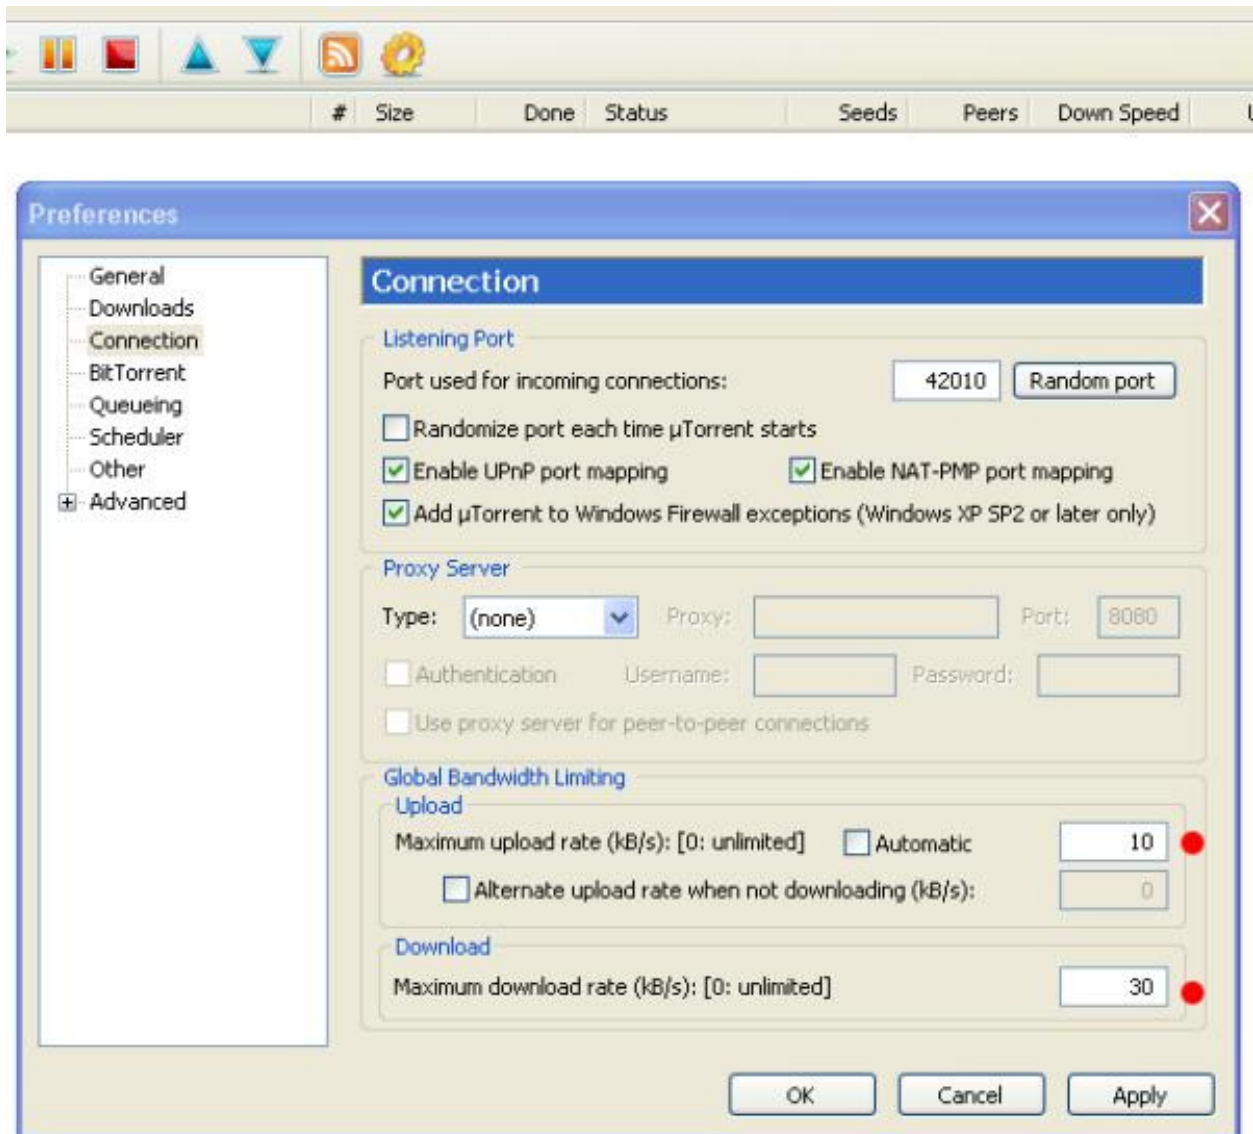 # Size Done Status Seeds Peers Down Speed
Preferences
General
Downloads
Connection
BitTorrent
Queueing
Scheduler
Other
Advanced
Connection
Listening Port
Port used for incoming connections: 42010 Random port
Randomize port each time µTorrent starts
Enable UPnP port mapping Enable NAT-PMP port mapping
Add µTorrent to Windows Firewall exceptions (Windows XP SP2 or later only)
Proxy Server
Type: (none) Proxy: Port: 8080
Authentication Username: Password:
Use proxy server for peer-to-peer connections
Global Bandwidth Limiting
Upload
Maximum upload rate (kB/s): [0: unlimited] Automatic 10
Alternate upload rate when not downloading (kB/s): 0
Download
Maximum download rate (kB/s): [0: unlimited] 30
OK Cancel Apply